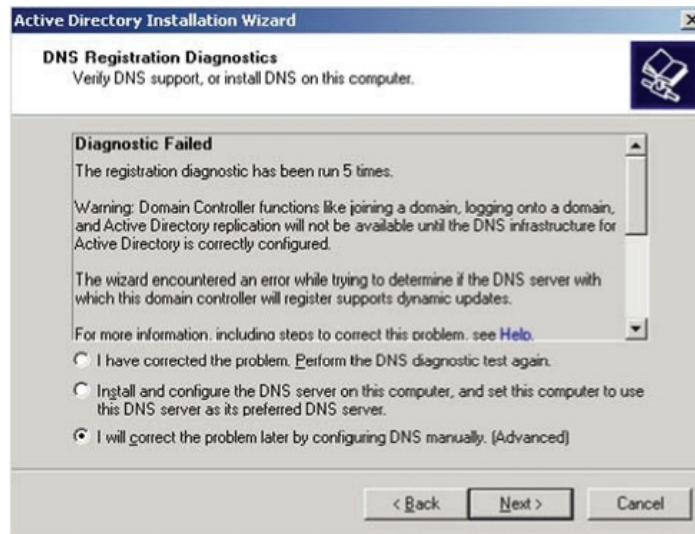 Active Directory Installation Wizard
DNS Registration Diagnostics
Verify DNS support, or install DNS on this computer.
Diagnostic Failed
The registration diagnostic has been run 5 times.
Warning: Domain Controller functions like joining a domain, logging onto a domain,
and Active Directory replication will not be available until the DNS infrastructure for
Active Directory is correctly configured.
The wizard encountered an error while trying to determine if the DNS server with
which this domain controller will register supports dynamic updates.
For more information, including steps to correct this problem, see Help.
I have corrected the problem. Perform the DNS diagnostic test again.
Install and configure the DNS server on this computer, and set this computer to use
this DNS server as its preferred DNS server.
I will correct the problem later by configuring DNS manually. (Advanced)
< Back Next > Cancel